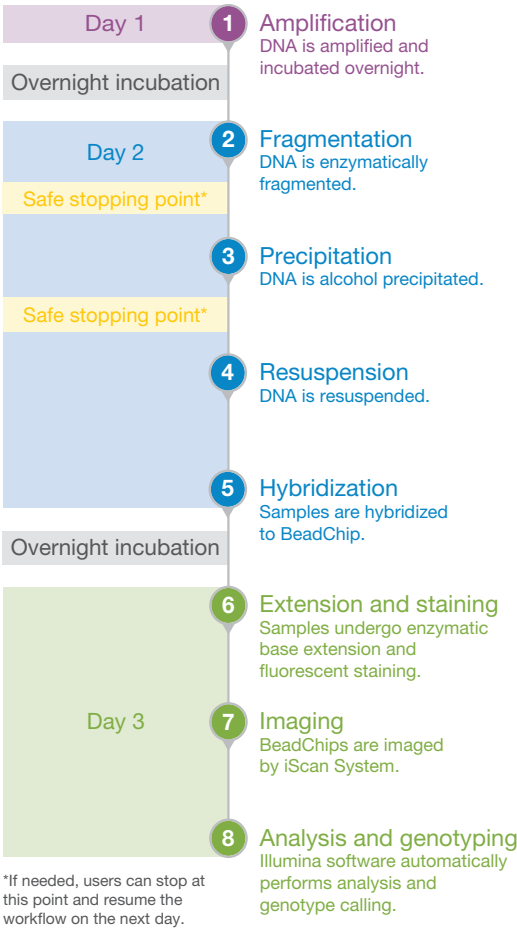 Day 1
1
Amplification
DNA is amplified and
incubated overnight.
Overnight incubation
Day 2
2
Fragmentation
DNA is enzymatically
fragmented.
Safe stopping point*
3
Precipitation
DNA is alcohol precipitated.
Safe stopping point*
4
Resuspension
DNA is resuspended.
5
Hybridization
Samples are hybridized
to BeadChip.
Overnight incubation
6
Extension and staining
Samples undergo enzymatic
base extension and
fluorescent staining.
Day 3
7
Imaging
BeadChips are imaged
by iScan System.
8
Analysis and genotyping
Illumina software automatically
performs analysis and
genotype calling.
*If needed, users can stop at
this point and resume the
workflow on the next day.